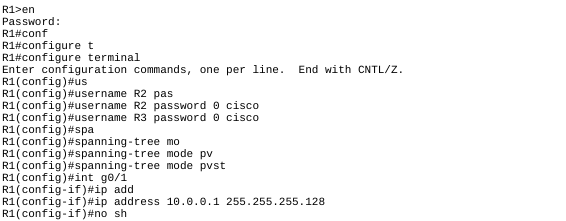 R1>en
Password:
R1#conf
R1#configure t
R1#configure terminal
Enter configuration commands, one per line.  End with CNTL/Z.
R1(config)#us
R1(config)#username R2 pas
R1(config)#username R2 password 0 cisco
R1(config)#username R3 password 0 cisco
R1(config)#spa
R1(config)#spanning-tree mo
R1(config)#spanning-tree mode pv
R1(config)#spanning-tree mode pvst
R1(config)#int g0/1
R1(config-if)#ip add
R1(config-if)#ip address 10.0.0.1 255.255.255.128
R1(config-if)#no sh